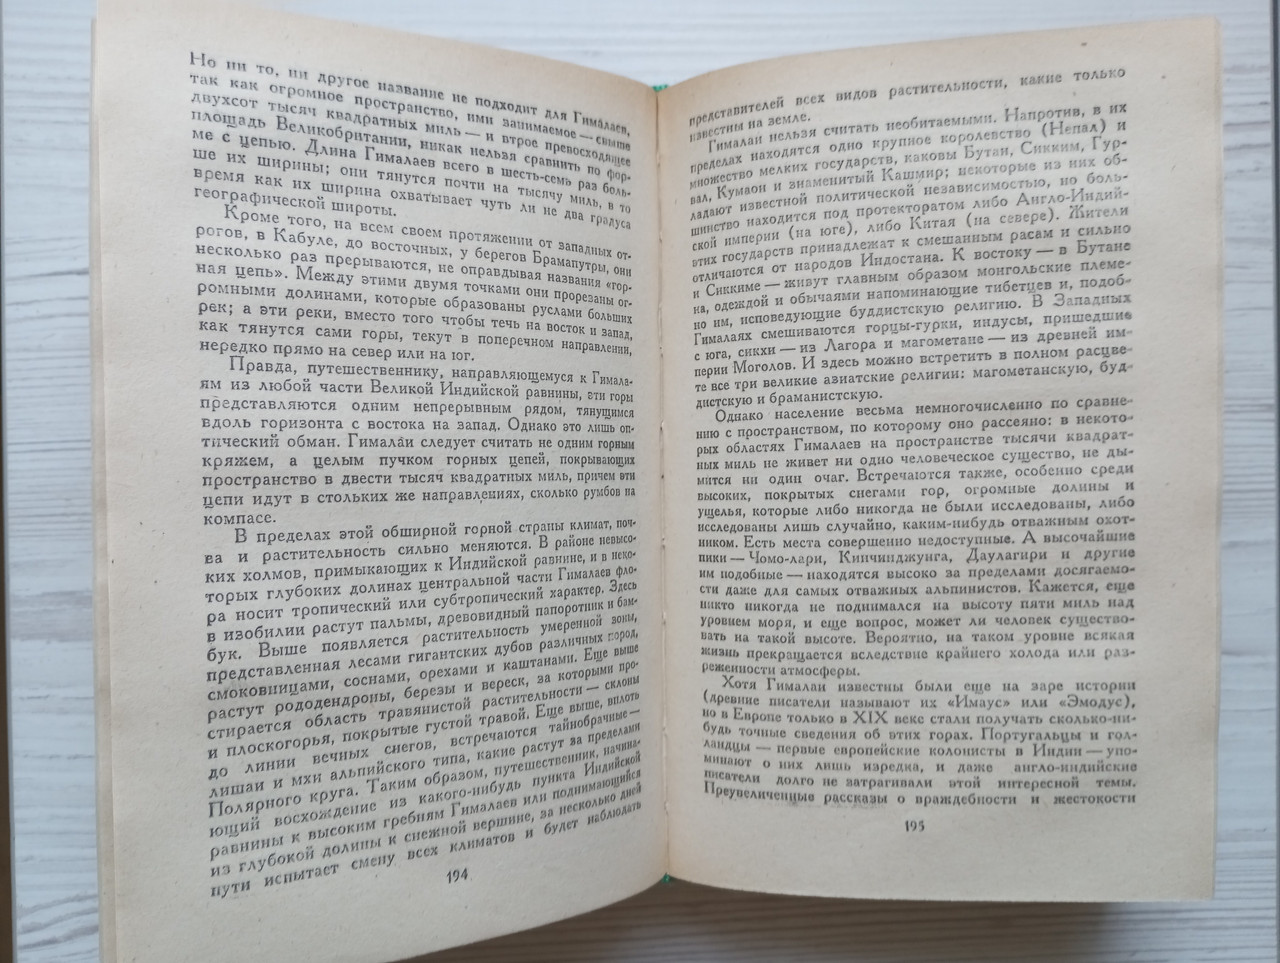 Но ни то, ни другое название не подходит для Гималаев,
так как огромное пространство, ими занимаемое — свыше
двухсот тысяч квадратных миль — и втрое превосходящее
площадь Великобритании, никак нельзя сравнить по фор-
ме с цепью. Длина Гималаев всего в шесть-семь раз боль-
ше их ширины; они тянутся почти на тысячу миль, в то
время как их ширина охватывает чуть ли не два градуса
географической широты.
Кроме того, на всем своем протяжении от западных от-
рогов, в Кабуле, до восточных, у берегов Брамапутры, они
несколько раз прерываются, не оправдывая названия «гор-
ная цепь». Между этими двумя точками они прорезаны ог-
ромными долинами, которые образованы руслами больших
рек; а эти реки, вместо того чтобы течь на восток и запад,
как тянутся сами горы, текут в поперечном направлении,
нередко прямо на север или на юг.
Правда, путешественнику, направляющемуся к Гимала-
ям из любой части Великой Индийской равнины, эти горы
представляются одним непрерывным рядом, тянущимся
вдоль горизонта с востока на запад. Однако это лишь оп-
тический обман. Гималаи следует считать не одним горным
кряжем, а целым пучком горных цепей, покрывающих
пространство в двести тысяч квадратных миль, причем эти
цепи идут в стольких же направлениях, сколько румбов на
компасе.
В пределах этой обширной горной страны климат, поч-
ва и растительность сильно меняются. В районе невысо-
ких холмов, примыкающих к Индийской равнине, и в неко-
торых глубоких долинах центральной части Гималаев фло-
ра носит тропический или субтропический характер. Здесь
в изобилии растут пальмы, древовидный папоротник и бам-
бук. Выше появляется растительность умеренной зоны,
представленная лесами гигантских дубов различных пород,
смоковницами, соснами, орехами и каштанами. Еще выше
растут рододендроны, березы и вереск, за которыми про-
стирается область травянистой растительности — склоны
и плоскогорья, покрытые густой травой. Еще выше, вплоть
до линии вечных снегов, встречаются тайнобрачные —
лишаи и мхи альпийского типа, какие растут за пределами
Полярного круга. Таким образом, путешественник, начина-
ющий восхождение из какого-нибудь пункта Индийской
равнины к высоким гребням Гималаев или поднимающийся
из глубокой долины к снежной вершине, за несколько дней
пути испытает смену всех климатов и будет наблюдать
194
представителей всех видов растительности, какие только
известны на земле.
Гималаи нельзя считать необитаемыми. Напротив, в их
пределах находятся одно крупное королевство (Непал) и
множество мелких государств, каковы Бутан, Сикким, Гур-
вал, Кумаон и знаменитый Кашмир; некоторые из них об-
ладают известной политической независимостью, но боль-
шинство находится под протекторатом либо Англо-Индий-
ской империи (на юге), либо Китая (на севере). Жители
этих государств принадлежат к смешанным расам и сильно
отличаются от народов Индостана. К востоку — в Бутане
и Сиккиме — живут главным образом монгольские племе-
на, одеждой и обычаями напоминающие тибетцев и, подоб-
но им, исповедующие буддистскую религию. В Западных
Гималаях смешиваются горцы-гурки, индусы, пришедшие
с юга, сикхи — из Лагора и магометане — из древней им-
перии Моголов. И здесь можно встретить в полном расцве-
те все три великие азиатские религии: магометанскую, буд-
дистскую и браманистскую.
Однако население весьма немногочисленно по сравне-
нию с пространством, по которому оно рассеяно: в некото-
рых областях Гималаев на пространстве тысячи квадрат-
ных миль не живет ни одно человеческое существо, не ды-
мится ни один очаг. Встречаются также, особенно среди
высоких, покрытых снегами гор, огромные долины и
ущелья, которые либо никогда не были исследованы, либо
исследованы лишь случайно, каким-нибудь отважным охот-
ником. Есть места совершенно недоступные. А высочайшие
пики — Чомо-лари, Кинчинджунга, Даулагири и другие
им подобные — находятся высоко за пределами досягаемо-
сти даже для самых отважных альпинистов. Кажется, еще
никто никогда не поднимался на высоту пяти миль над
уровнем моря, и еще вопрос, может ли человек существо-
вать на такой высоте. Вероятно, на таком уровне всякая
жизнь прекращается вследствие крайнего холода или раз-
реженности атмосферы.
Хотя Гималаи известны были еще на заре истории
(древние писатели называют их «Имаус» или «Эмодус),
но в Европе только в XIX веке стали получать сколько-ни-
будь точные сведения об этих горах. Португальцы и гол-
ландцы — первые европейские колонисты в Индии — упо-
минают о них лишь изредка, и даже англо-индийские
писатели долго не затрагивали этой интересной темы.
Преувеличенные рассказы о враждебности и жестокости
195